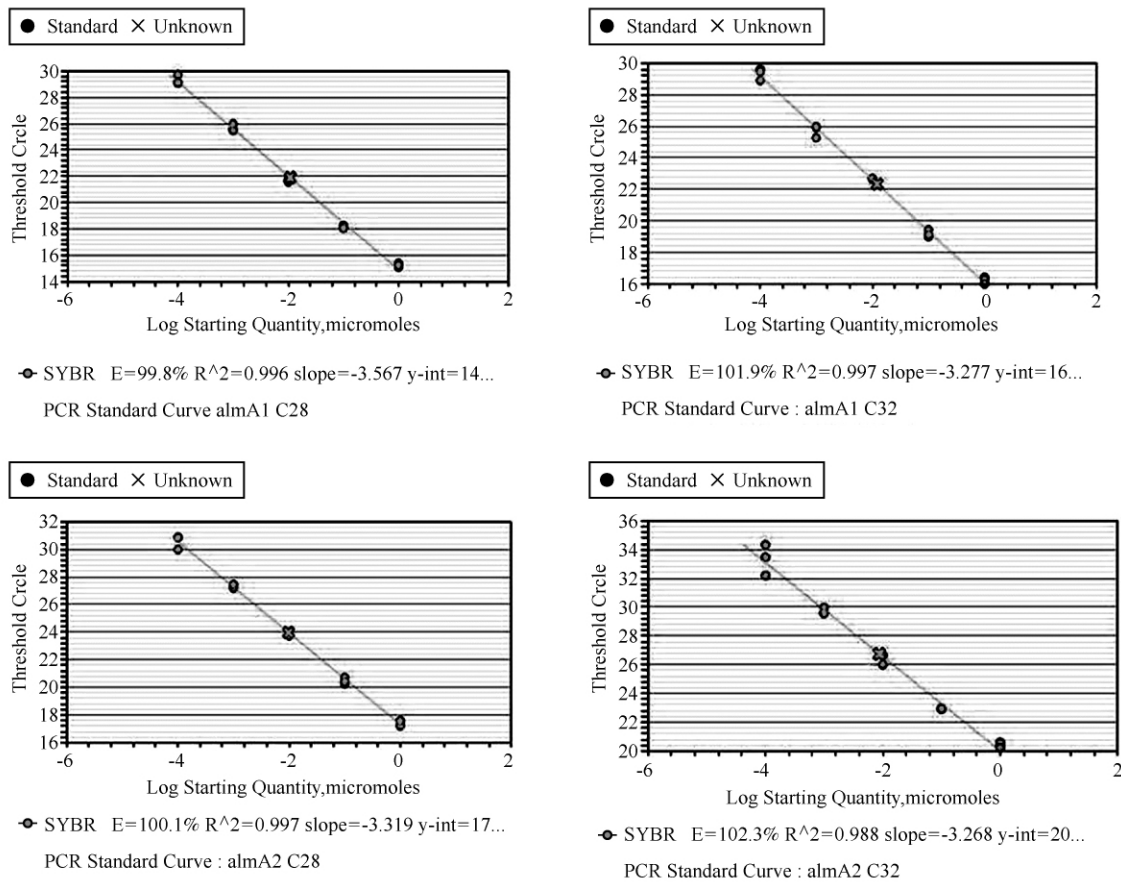 Standard × Unknown
30
28
26
24
22
20
18
16
14
-6 -4 -2 0 2
Threshold Crcle
Log Starting Quantity,micromoles
SYBR E=99.8% R^2=0.996 slope=-3.567 y-int=14...
PCR Standard Curve almA1 C28
Standard × Unknown
30
28
26
24
22
20
18
16
-6 -4 -2 0 2
Threshold Crcle
Log Starting Quantity,micromoles
SYBR E=101.9% R^2=0.997 slope=-3.277 y-int=16...
PCR Standard Curve : almA1 C32
Standard × Unknown
32
30
28
26
24
22
20
18
16
-6 -4 -2 0 2
Threshold Crcle
Log Starting Quantity,micromoles
SYBR E=100.1% R^2=0.997 slope=-3.319 y-int=17...
PCR Standard Curve : almA2 C28
Standard × Unknown
36
34
32
30
28
26
24
22
20
-6 -4 -2 0 2
Threshold Crcle
Log Starting Quantity,micromoles
SYBR E=102.3% R^2=0.988 slope=-3.268 y-int=20...
PCR Standard Curve : almA2 C32